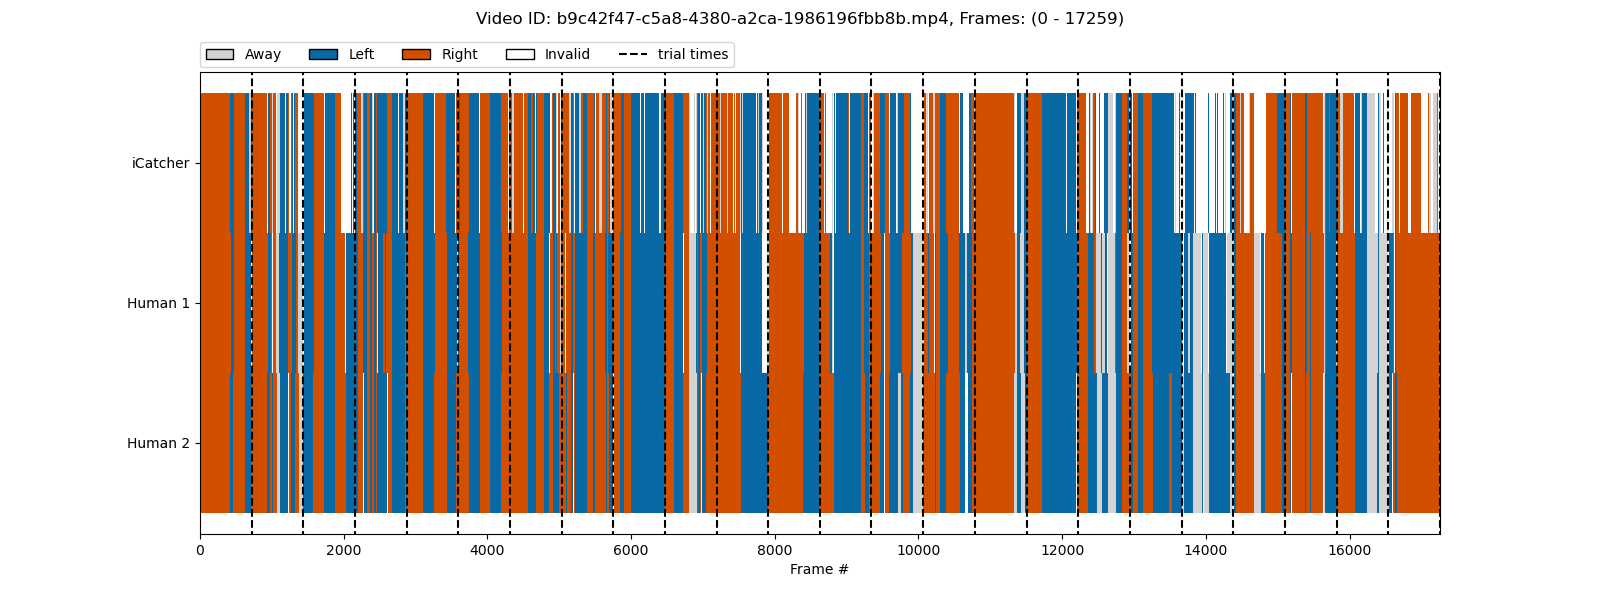 Video ID: b9c42f47-c5a8-4380-a2ca-1986196fbb8b.mp4, Frames: (0 - 17259)
Away Left Right Invalid trial times
iCatcher
Human 1
Human 2
0 2000 4000 6000 8000 10000 12000 14000 16000
Frame #